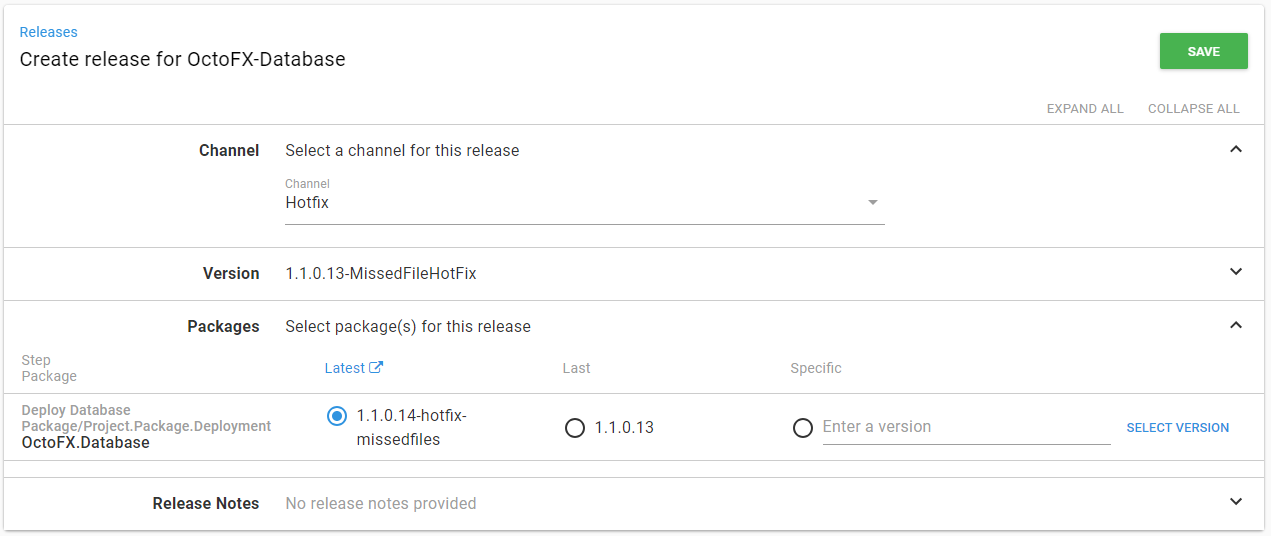 Releases
Create release for OctoFX-Database
SAVE
EXPAND ALL COLLAPSE ALL
Channel Select a channel for this release
Channel
Hotfix
Version 1.1.0.13-MissedFileHotFix
Packages Select package(s) for this release
Step
Package
Latest Last Specific
Deploy Database
Package/Project.Package.Deployment
OctoFX.Database
1.1.0.14-hotfix-
missedfiles
1.1.0.13
Enter a version
SELECT VERSION
Release Notes No release notes provided